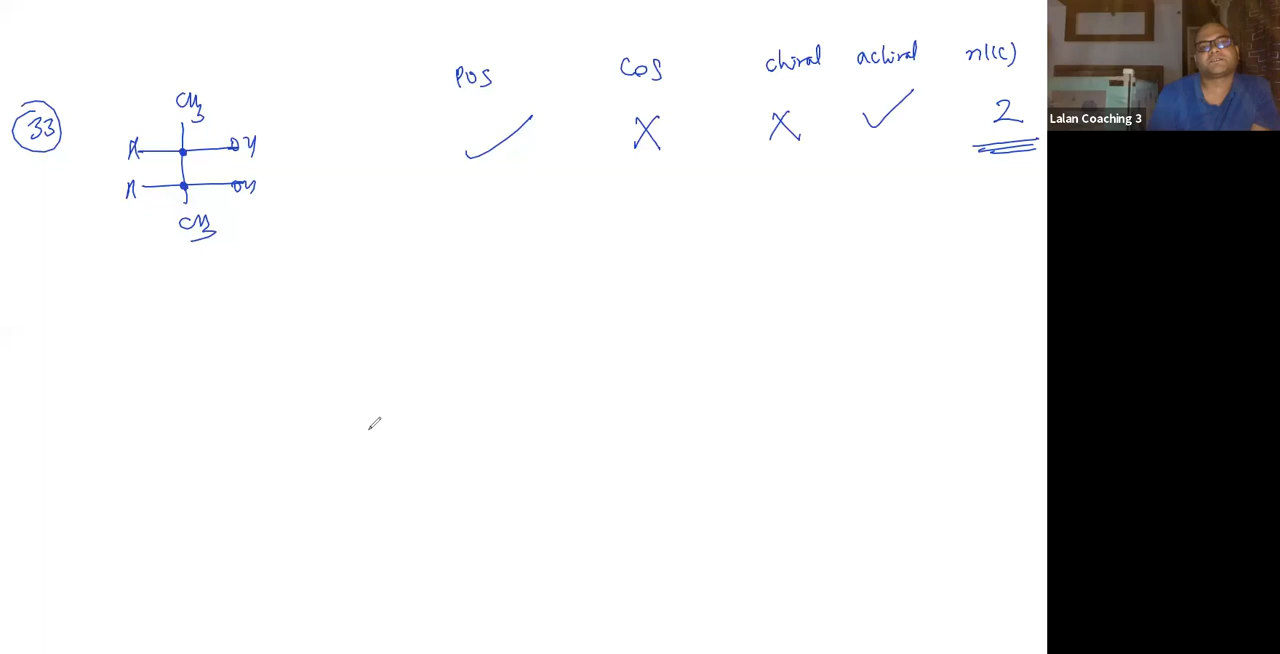 POS COS chiral achiral n(c)
33
CH3
H OH
H OH
CH3
✓ X X ✓ 2
Lalan Coaching 3